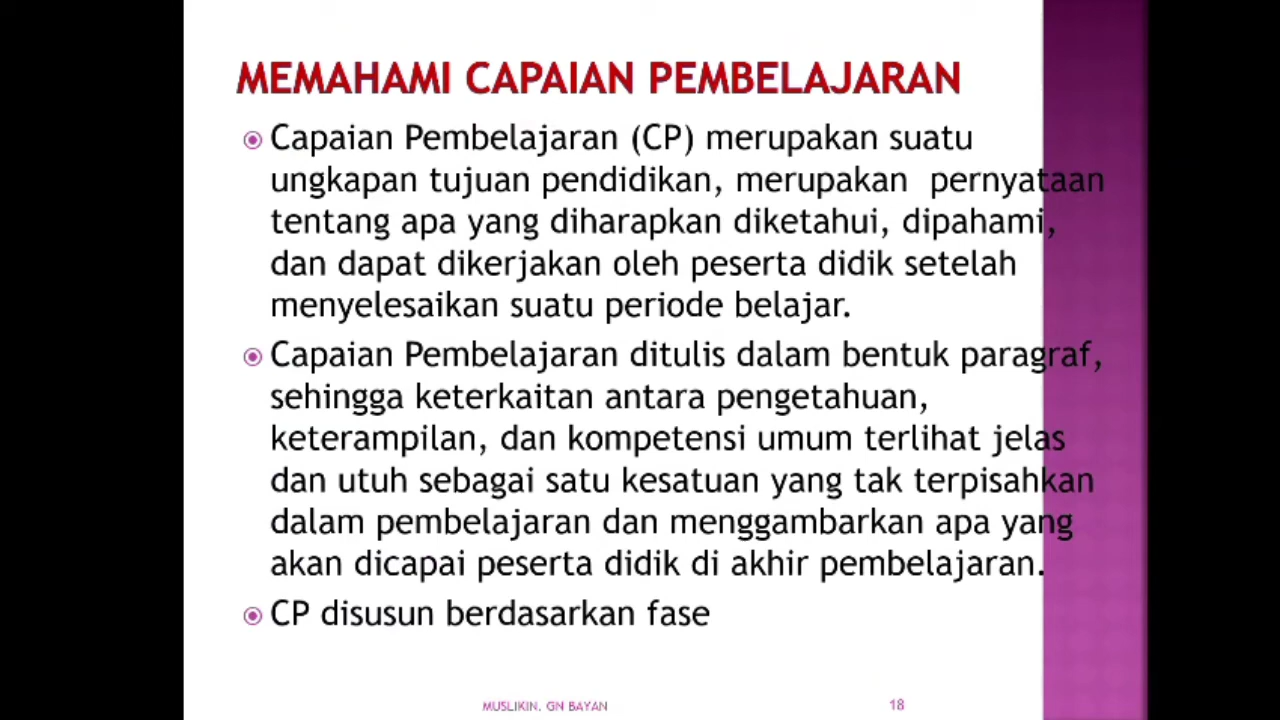 MEMAHAMI CAPAIAN PEMBELAJARAN
Capaian Pembelajaran (CP) merupakan suatu
ungkapan tujuan pendidikan, merupakan pernyataan
tentang apa yang diharapkan diketahui, dipahami,
dan dapat dikerjakan oleh peserta didik setelah
menyelesaikan suatu periode belajar.
Capaian Pembelajaran ditulis dalam bentuk paragraf,
sehingga keterkaitan antara pengetahuan,
keterampilan, dan kompetensi umum terlihat jelas
dan utuh sebagai satu kesatuan yang tak terpisahkan
dalam pembelajaran dan menggambarkan apa yang
akan dicapai peserta didik di akhir pembelajaran.
CP disusun berdasarkan fase
MUSLIKIN. GN BAYAN
18